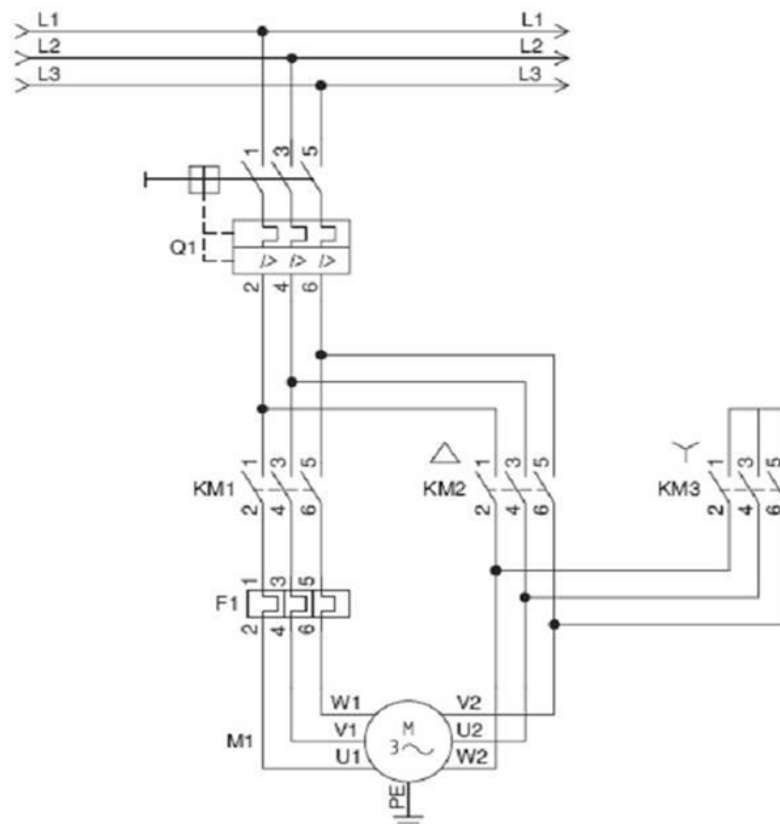 L1 L1
L2 L2
L3 L3
1 3 5
Q1 I> I> I>
2 4 6
1 3 5 1 3 5 1 3 5
KM1 KM2 KM3
2 4 6 2 4 6 2 4 6
1 3 5
F1
2 4 6
W1 V2
V1 M U2
M1 3
U1 W2
PE